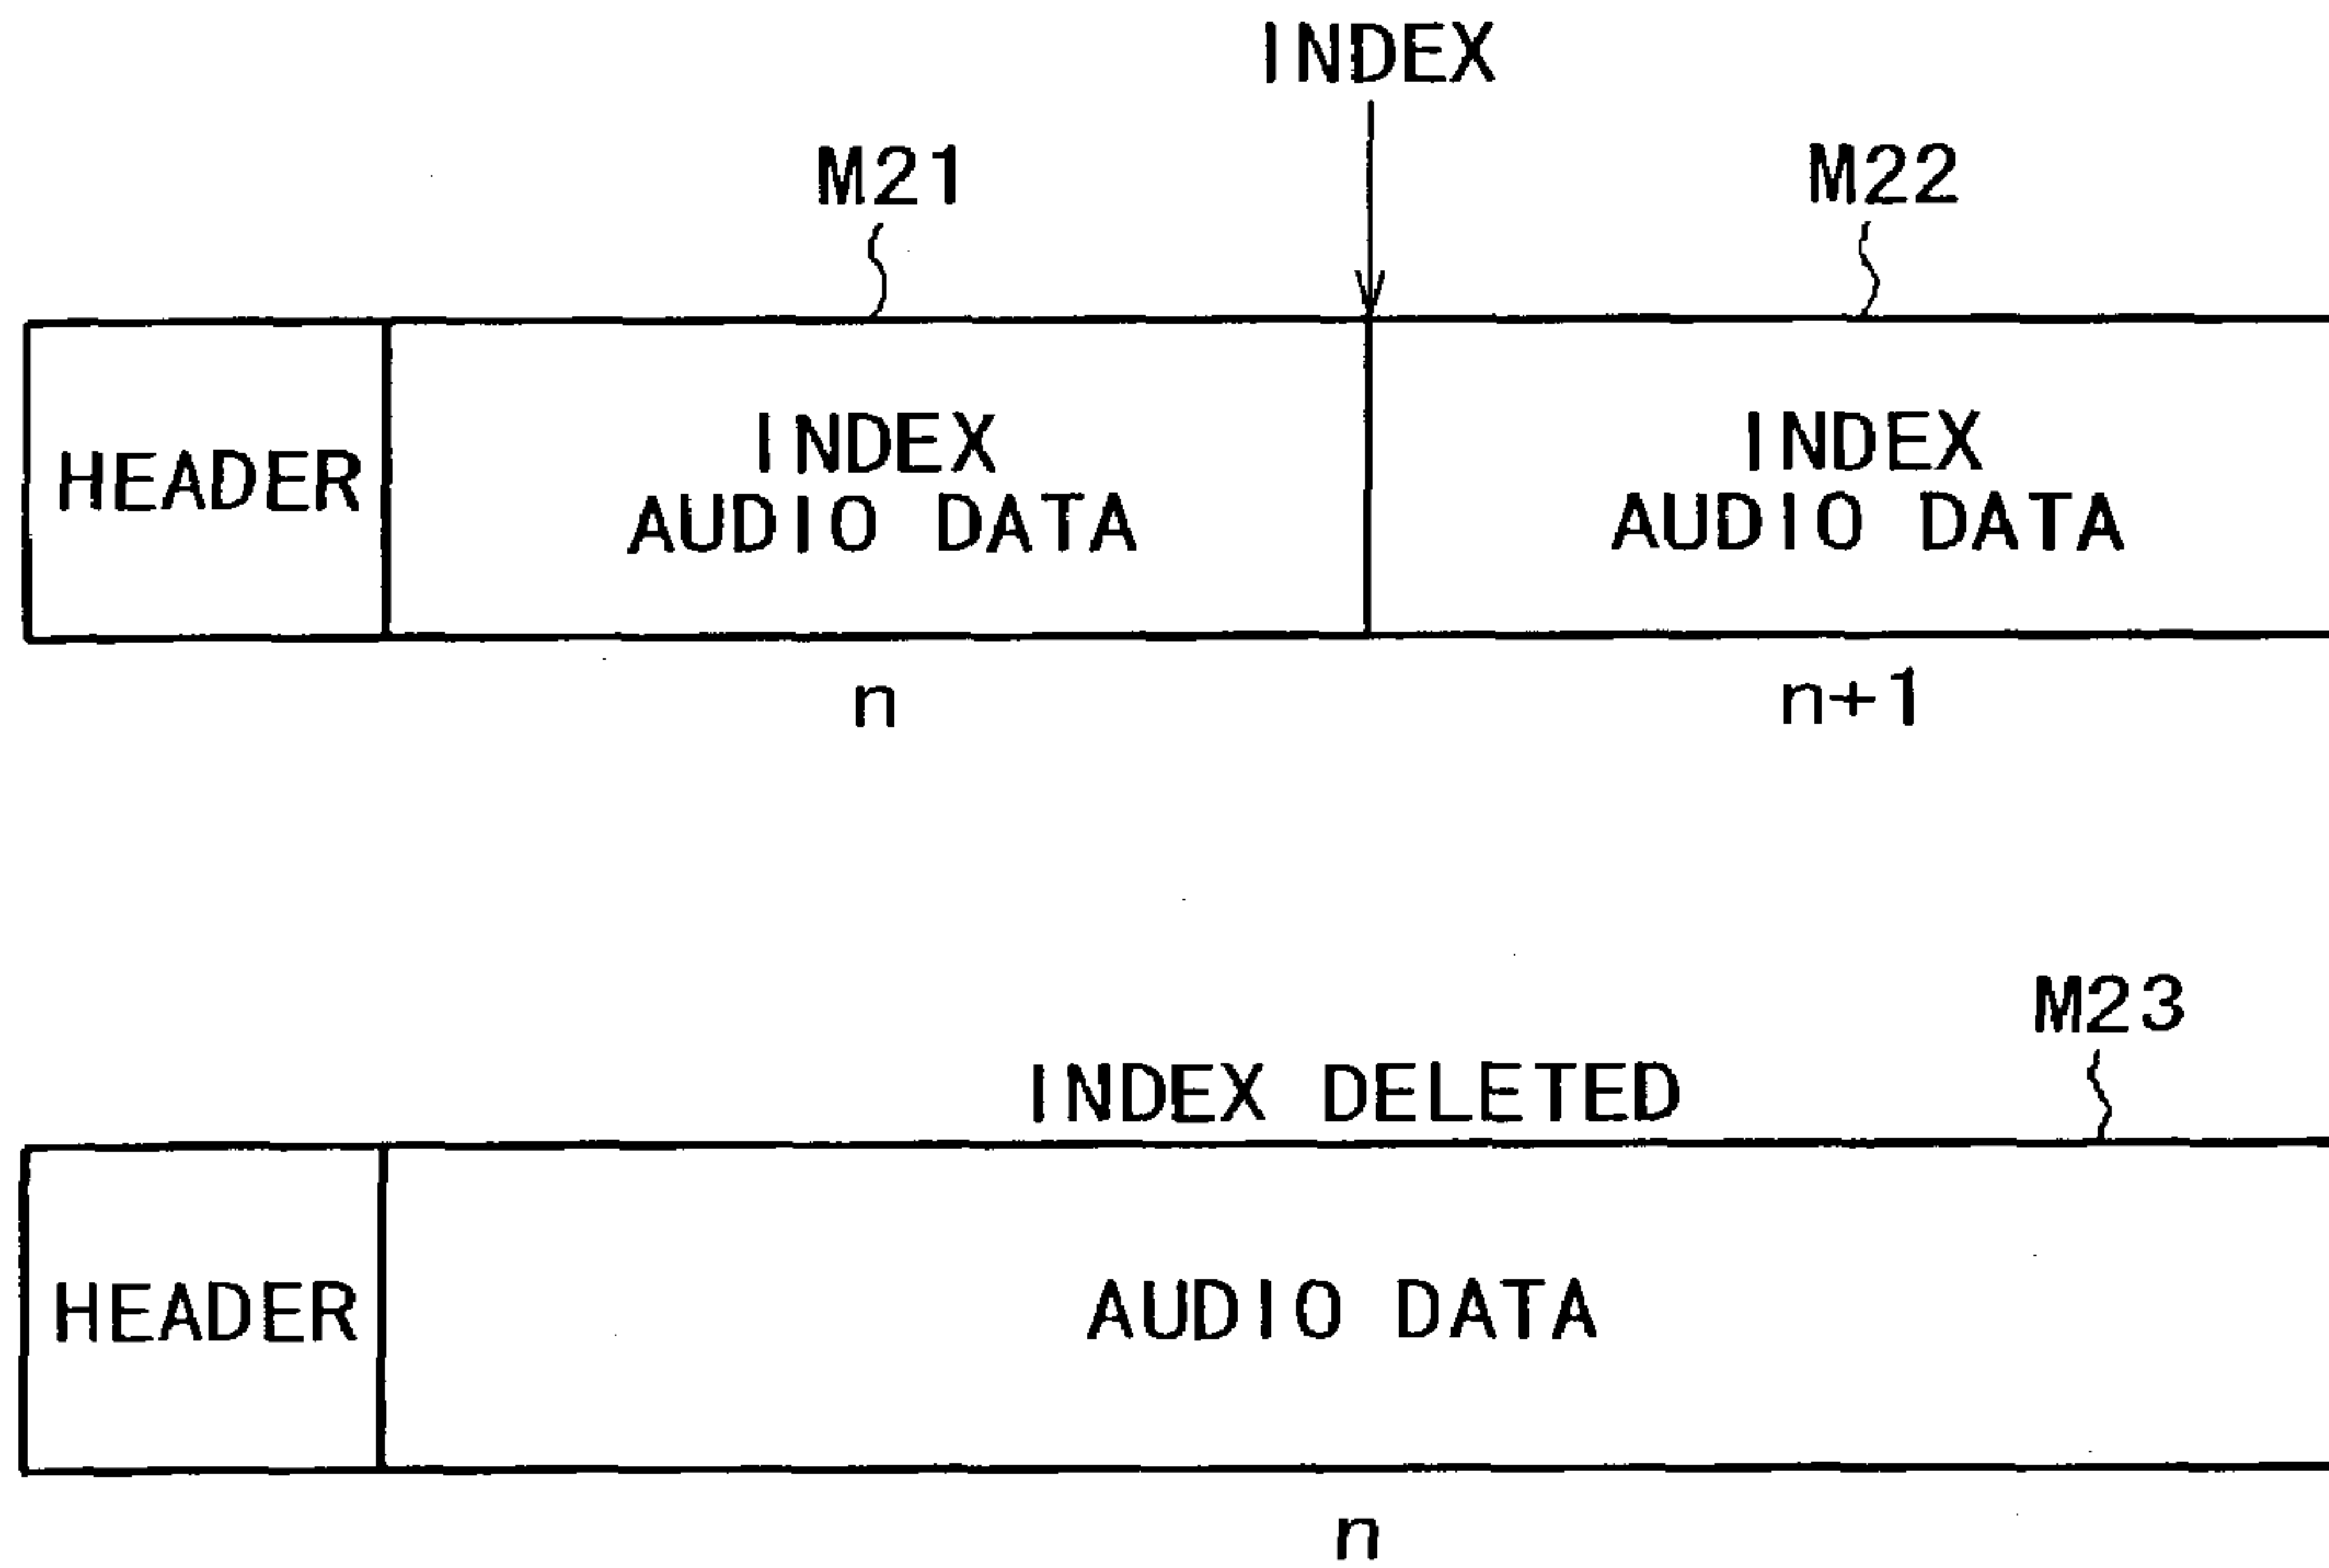 INDEX
M21
M22
HEADER
INDEX
AUDIO DATA
INDEX
AUDIO DATA
n
n+1
M23
INDEX DELETED
HEADER
AUDIO DATA
n